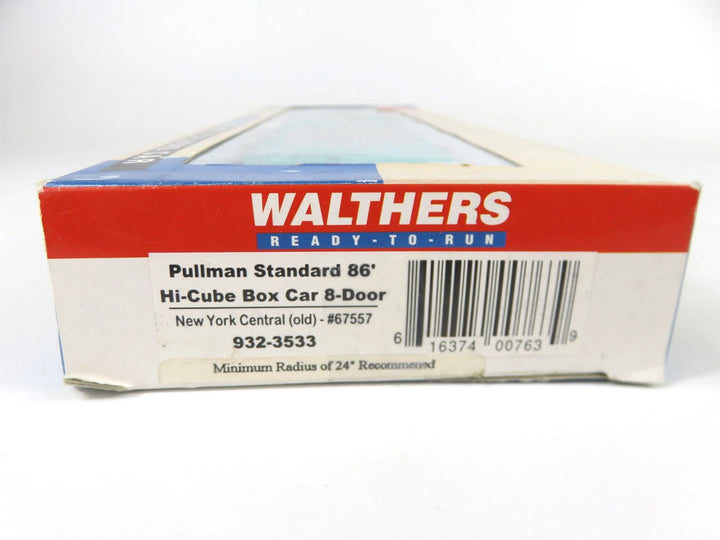 WALTHERS
READY-TO-RUN
Pullman Standard 86'
Hi-Cube Box Car 8-Door
New York Central (old) - #67557
932-3533
6 16374 00763 9
Minimum Radius of 24" Recommened